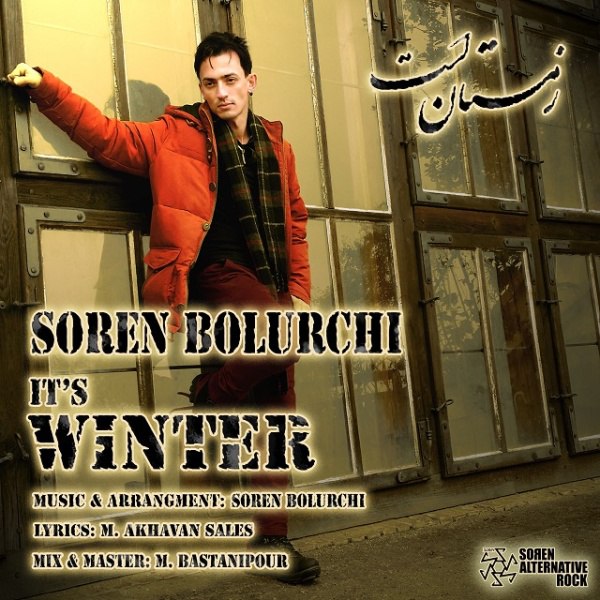 زمستان است
SOREN BOLURCHI
IT'S
WINTER
MUSIC & ARRANGMENT: SOREN BOLURCHI
LYRICS: M. AKHAVAN SALES
MIX & MASTER: M. BASTANIPOUR
SOREN
ALTERNATIVE
ROCK